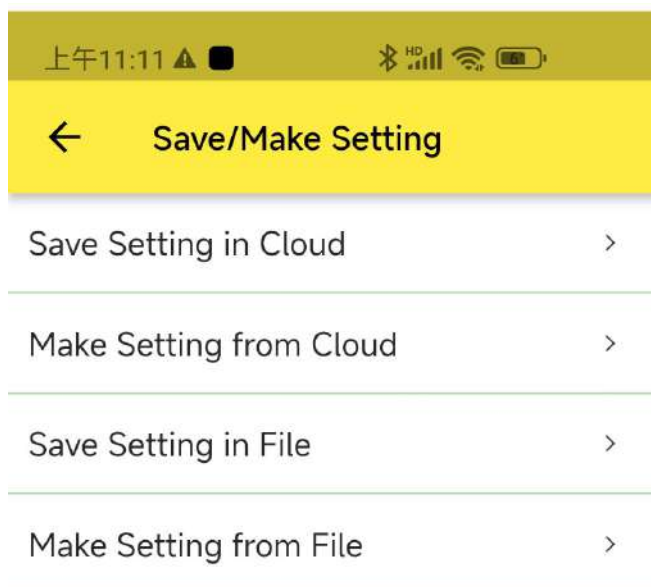 上午11:11
HD
Save/Make Setting
Save Setting in Cloud
Make Setting from Cloud
Save Setting in File
Make Setting from File